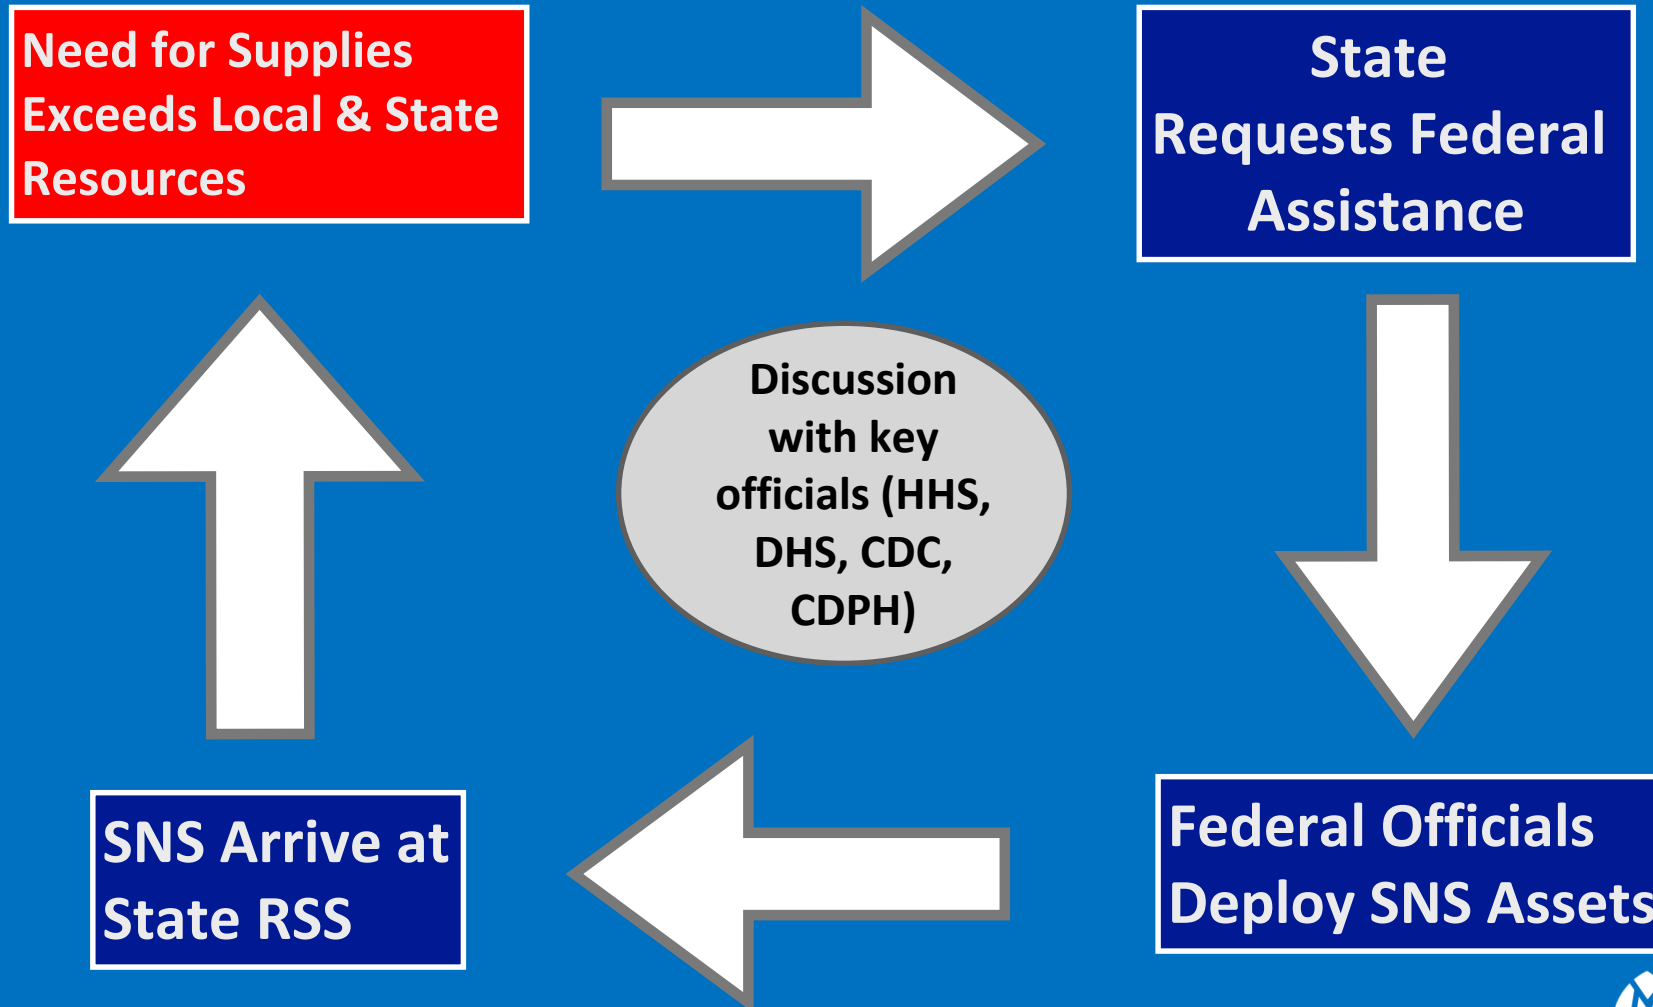 Need for Supplies
Exceeds Local & State
Resources
State
Requests Federal
Assistance
Discussion
with key
officials (HHS,
DHS, CDC,
CDPH)
SNS Arrive at
State RSS
Federal Officials
Deploy SNS Assets